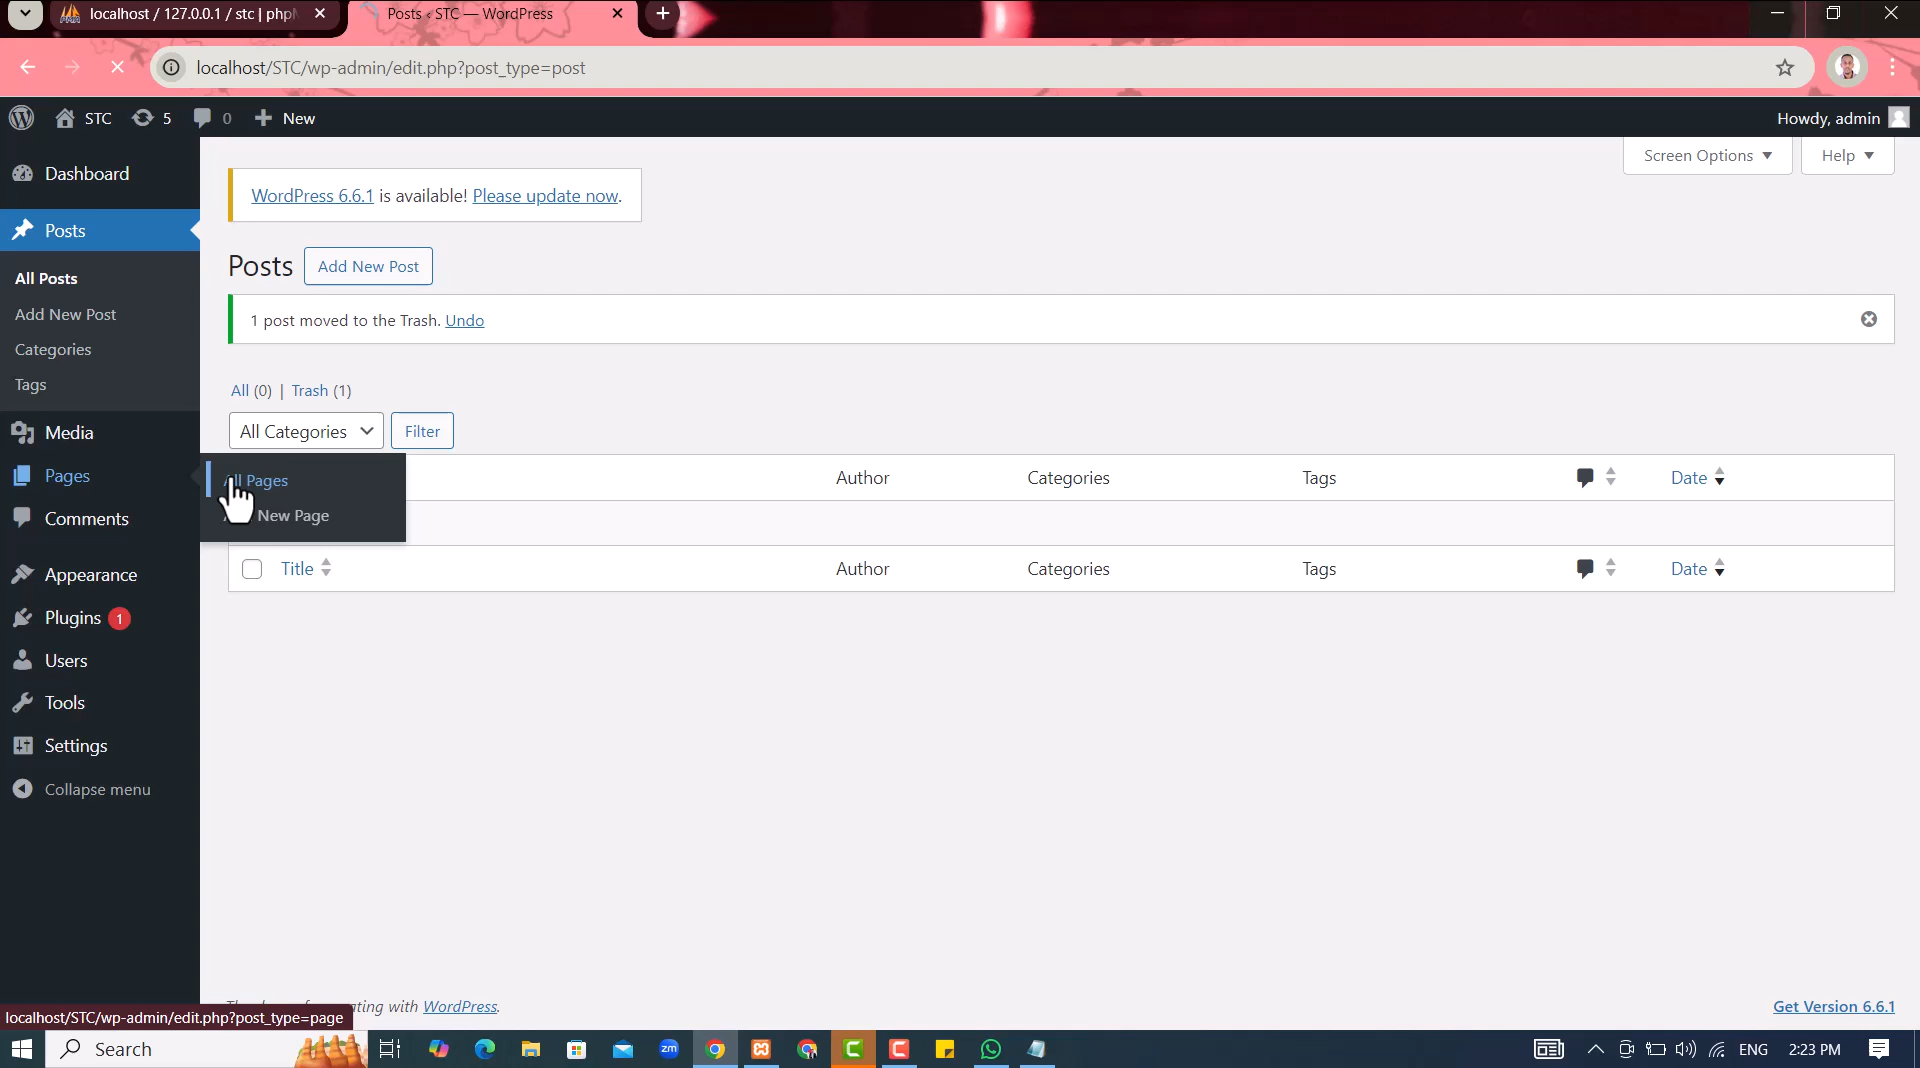 localhost / 127.0.0.1 / stc | php
Posts ‹ STC — WordPress
localhost/STC/wp-admin/edit.php?post_type=post
STC
5
0
New
Howdy, admin
Screen Options
Help
Dashboard
Posts
All Posts
Add New Post
Categories
Tags
Media
Pages
Comments
Appearance
Plugins 1
Users
Tools
Settings
Collapse menu
All Pages
New Page
WordPress 6.6.1 is available! Please update now.
Posts
Add New Post
1 post moved to the Trash. Undo
All (0) | Trash (1)
All Categories
Filter
Author
Categories
Tags
Date
Title
Author
Categories
Tags
Date
ating with WordPress.
Get Version 6.6.1
localhost/STC/wp-admin/edit.php?post_type=page
Search
zm
ENG
2:23 PM